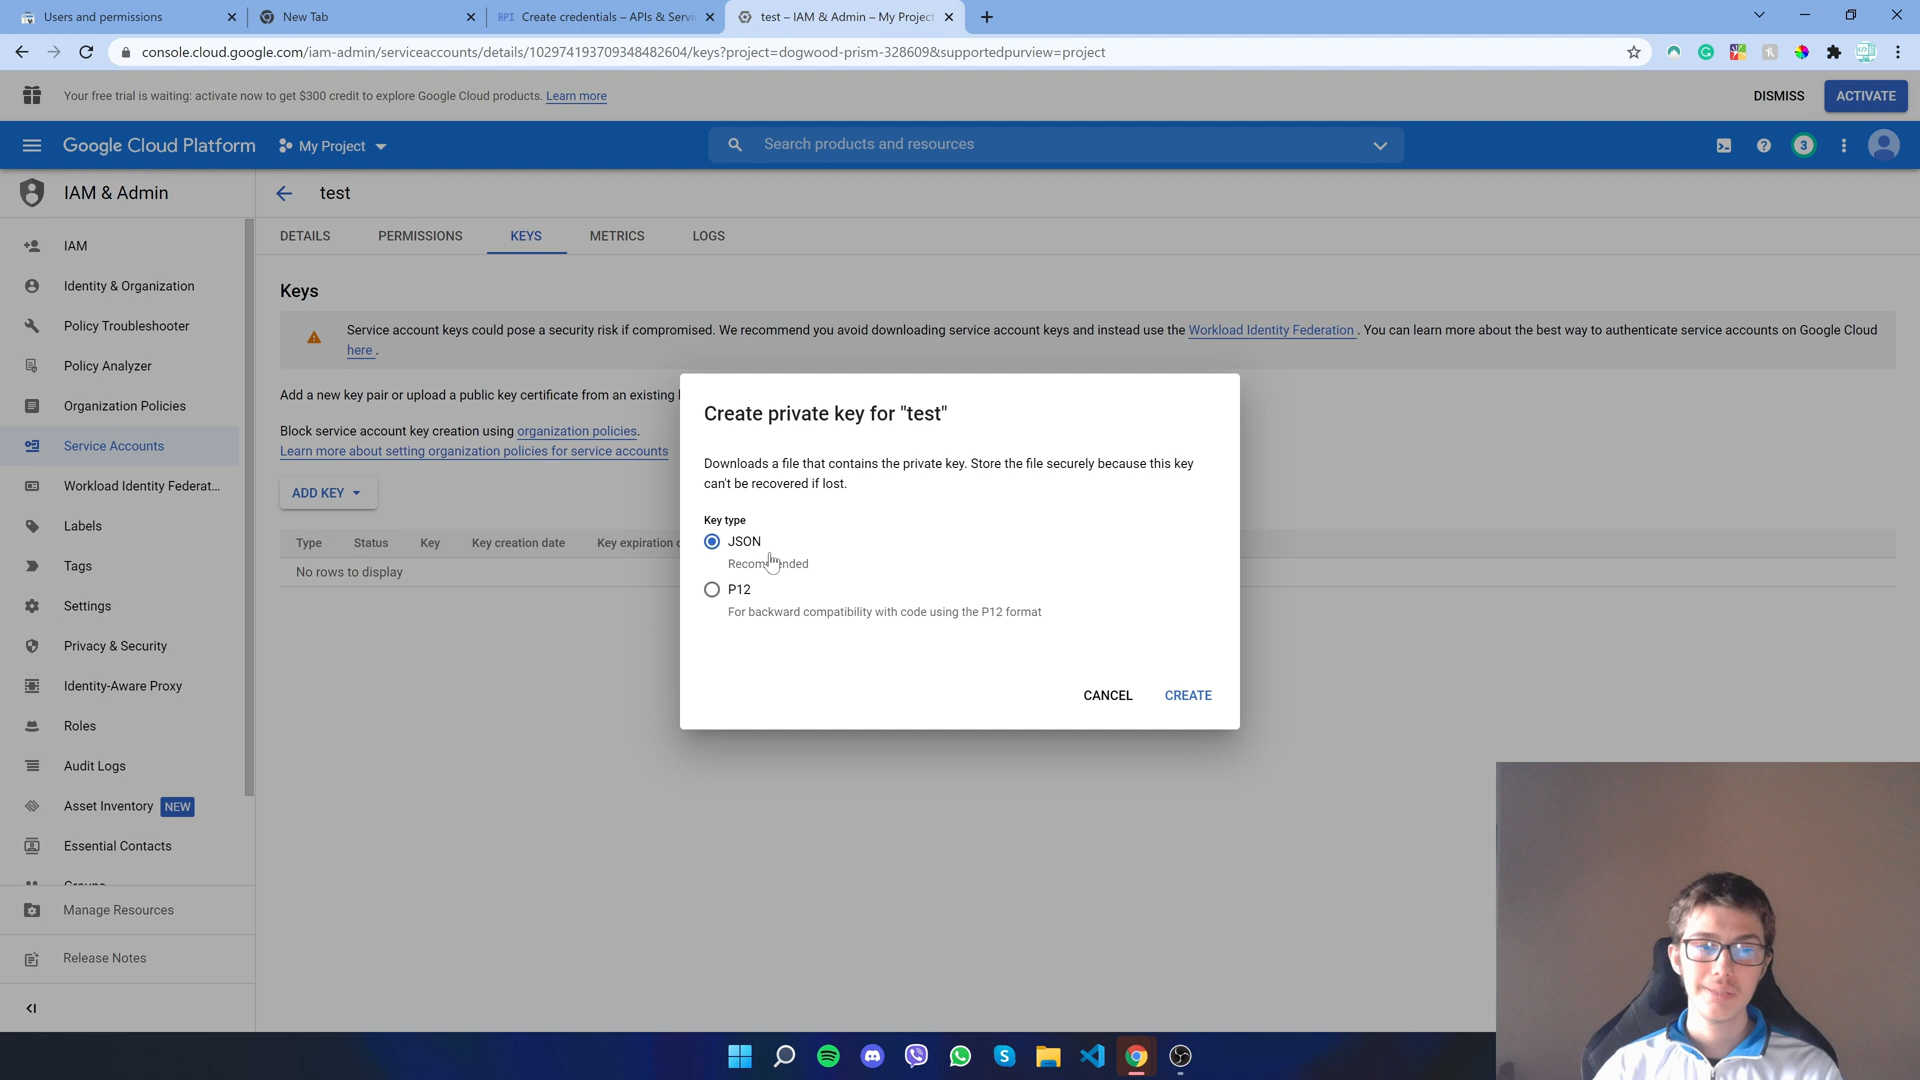 Users and permissions
New Tab
API Create credentials – APIs & Servi
test – IAM & Admin – My Project
console.cloud.google.com/iam-admin/serviceaccounts/details/102974193709348482604/keys?project=dogwood-prism-328609&supportedpurview=project
Your free trial is waiting: activate now to get $300 credit to explore Google Cloud products. Learn more
DISMISS
ACTIVATE
Google Cloud Platform
My Project
Search products and resources
3
IAM & Admin
test
DETAILS
PERMISSIONS
KEYS
METRICS
LOGS
IAM
Identity & Organization
Policy Troubleshooter
Policy Analyzer
Organization Policies
Service Accounts
Workload Identity Federat...
Labels
Tags
Settings
Privacy & Security
Identity-Aware Proxy
Roles
Audit Logs
Asset Inventory NEW
Essential Contacts
Groups
Manage Resources
Release Notes
Keys
Service account keys could pose a security risk if compromised. We recommend you avoid downloading service account keys and instead use the Workload Identity Federation . You can learn more about the best way to authenticate service accounts on Google Cloud
here .
Add a new key pair or upload a public key certificate from an existing
Block service account key creation using organization policies.
Learn more about setting organization policies for service accounts
ADD KEY
Type Status Key Key creation date Key expiration
No rows to display
Create private key for "test"
Downloads a file that contains the private key. Store the file securely because this key
can't be recovered if lost.
Key type
JSON
Recommended
P12
For backward compatibility with code using the P12 format
CANCEL
CREATE